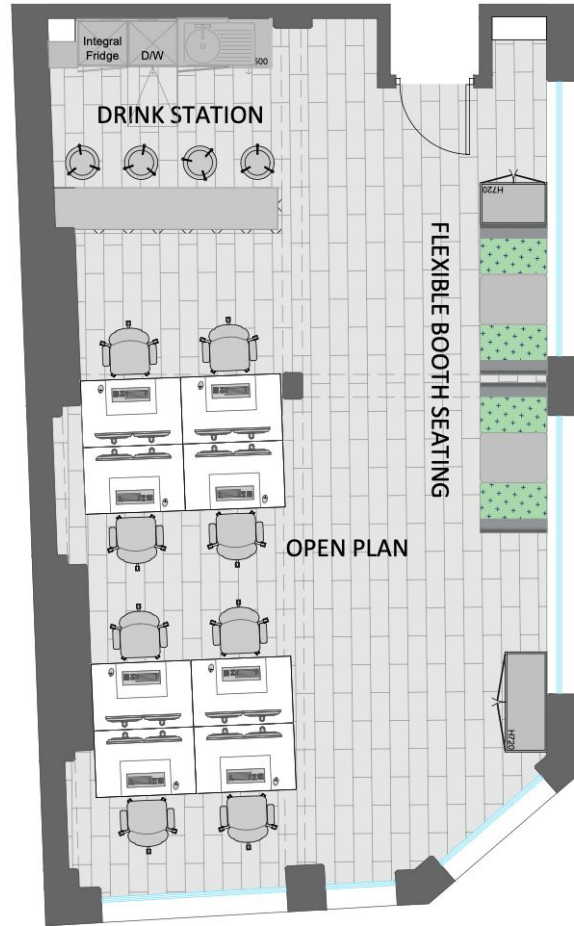 Integral
Fridge
D/W
500
DRINK STATION
H720
FLEXIBLE BOOTH SEATING
OPEN PLAN
H720